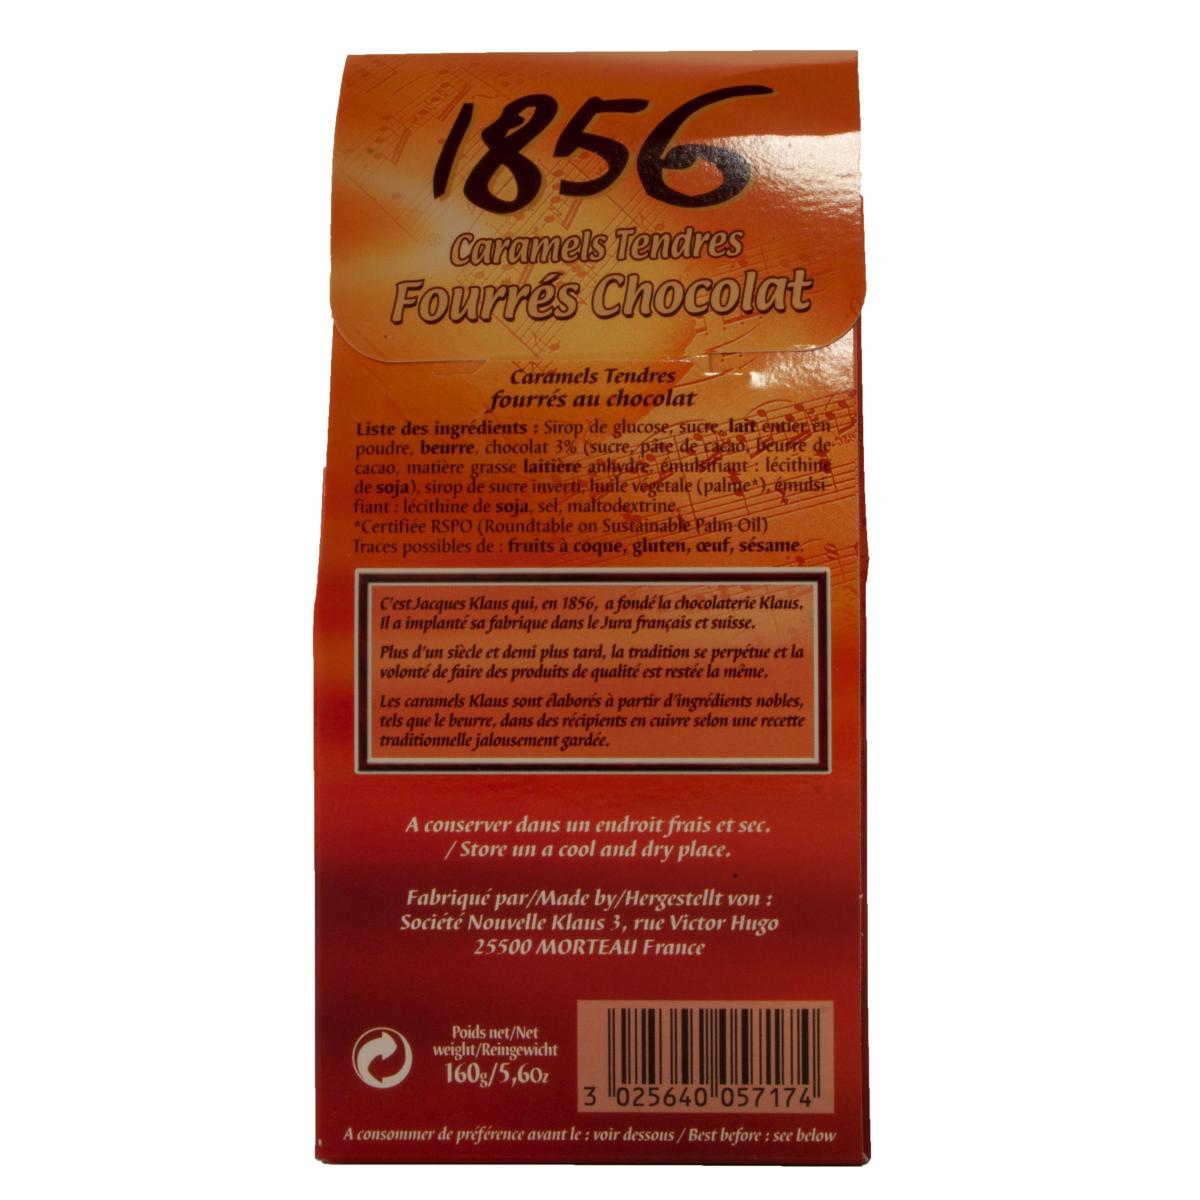 1856
Caramels Tendres
Fourrés Chocolat
Caramels Tendres
fourrés au chocolat
Liste des ingrédients : Sirop de glucose, sucre, lait entier en
poudre, beurre, chocolat 3% (sucre, pâte de cacao, beurre de
cacao, matière grasse laitière anhydre, émulsifiant : lécithine
de soja), sirop de sucre inverti, huile végétale (palme*), émulsi-
fiant : lécithine de soja, sel, maltodextrine.
*Certifiée RSPO (Roundtable on Sustainable Palm Oil)
Traces possibles de : fruits à coque, gluten, œuf, sésame.
C'est Jacques Klaus qui, en 1856, a fondé la chocolaterie Klaus.
Il a implanté sa fabrique dans le Jura français et suisse.
Plus d'un siècle et demi plus tard, la tradition se perpétue et la
volonté de faire des produits de qualité est restée la même.
Les caramels Klaus sont élaborés à partir d'ingrédients nobles,
tels que le beurre, dans des récipients en cuivre selon une recette
traditionnelle jalousement gardée.
A conserver dans un endroit frais et sec.
/ Store un a cool and dry place.
Fabriqué par/Made by/Hergestellt von :
Société Nouvelle Klaus 3, rue Victor Hugo
25500 MORTEAU France
Poids net/Net
weight/Reingewicht
160g/5,6Oz
3 025640 057174
A consommer de préférence avant le : voir dessous / Best before : see below